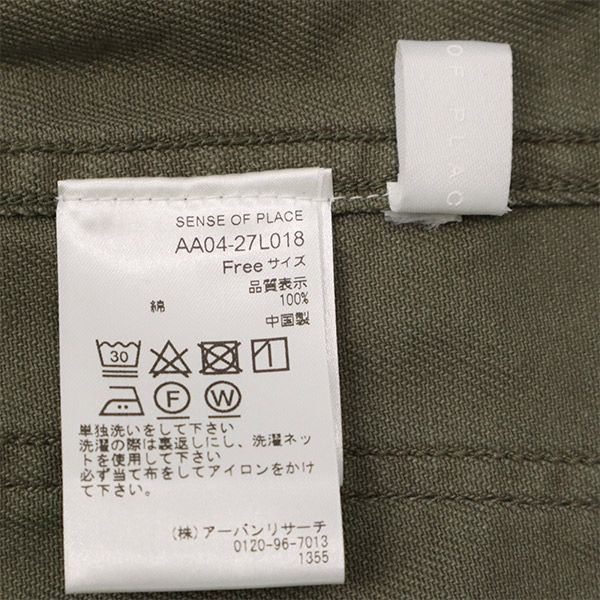 OF PLAC
SENSE OF PLACE
AA04-27L018
Freeサイズ
品質表示
綿 100%
中国製
30
F W
単独洗いをして下さい
洗濯の際は裏返しにし、洗濯ネッ
トを使用して下さい
必ず当て布をしてアイロンをかけ
て下さい。
(株) アーバンリサーチ
0120-96-7013
1355